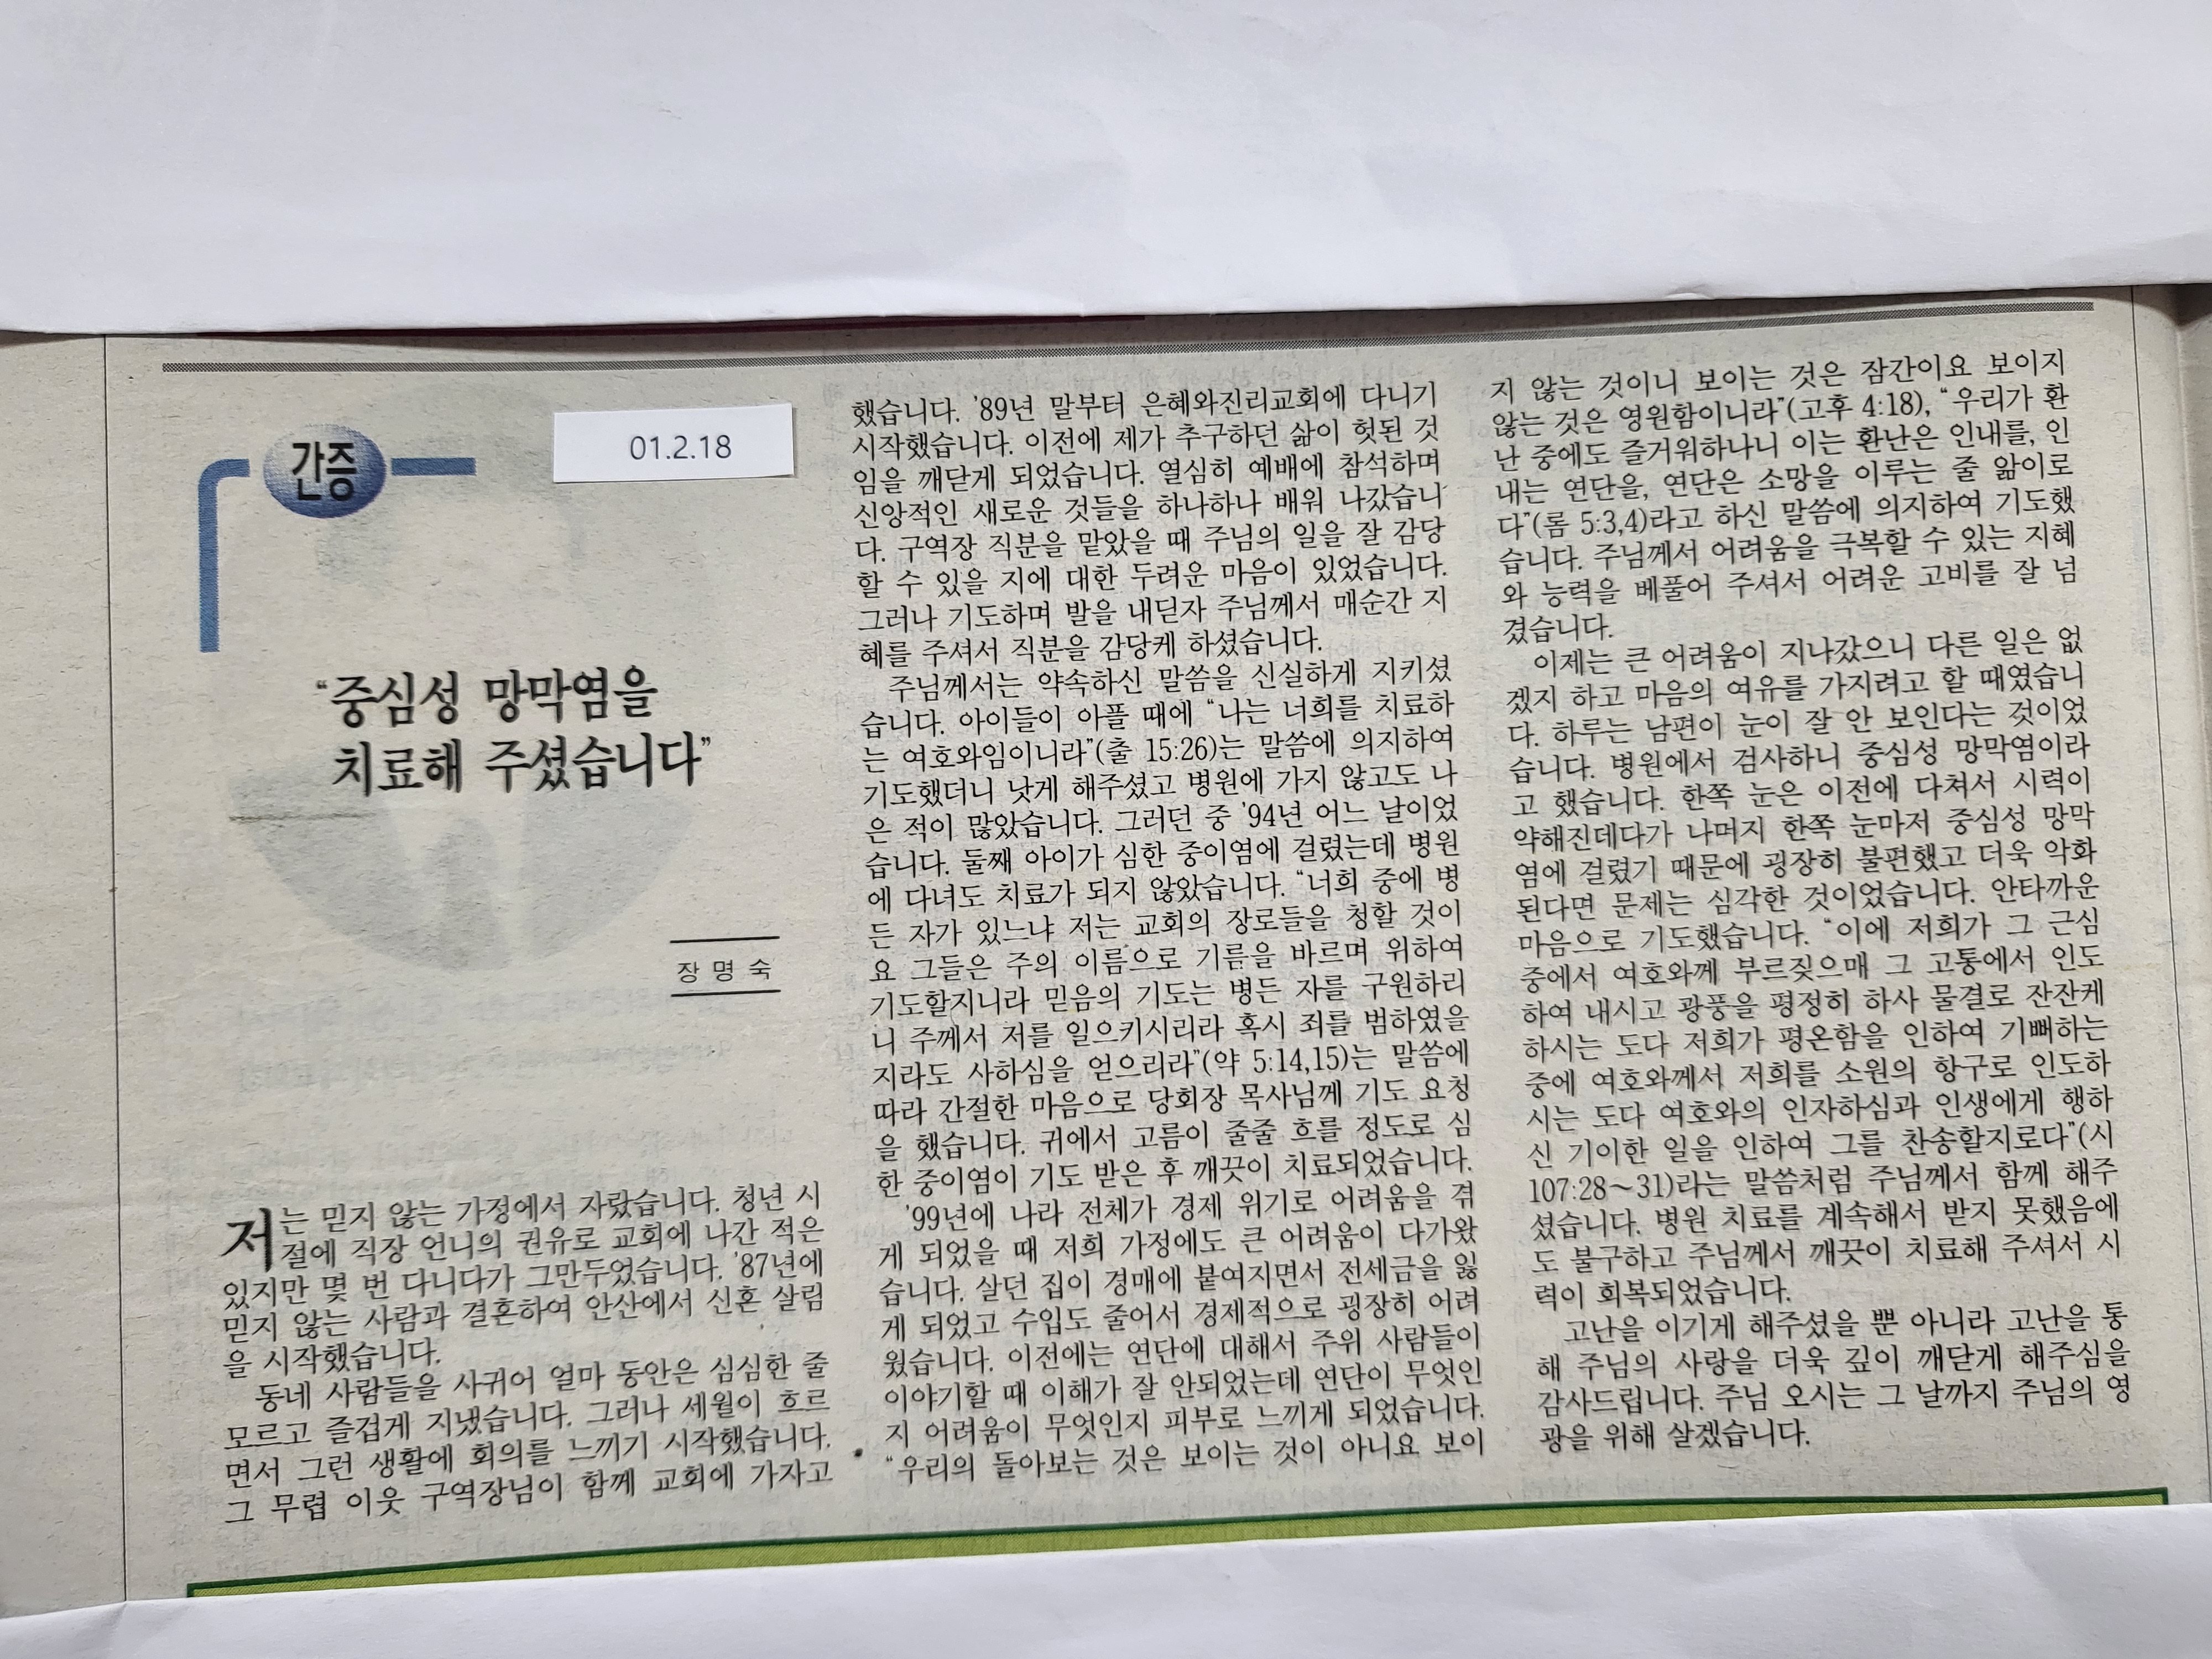 간증
01.2.18
“중심성 망막염을
치료해 주셨습니다”
장 명 숙
저는 믿지 않는 가정에서 자랐습니다. 청년 시
절에 직장 언니의 권유로 교회에 나간 적은
있지만 몇 번 다니다가 그만두었습니다. '87년에
믿지 않는 사람과 결혼하여 안산에서 신혼 살림
을 시작했습니다.
동네 사람들을 사귀어 얼마 동안은 심심한 줄
모르고 즐겁게 지냈습니다. 그러나 세월이 흐르
면서 그런 생활에 회의를 느끼기 시작했습니다.
그 무렵 이웃 구역장님이 함께 교회에 가자고
했습니다. '89년 말부터 은혜와진리교회에 다니기
시작했습니다. 이전에 제가 추구하던 삶이 헛된 것
임을 깨닫게 되었습니다. 열심히 예배에 참석하며
신앙적인 새로운 것들을 하나하나 배워 나갔습니
다. 구역장 직분을 맡았을 때 주님의 일을 잘 감당
할 수 있을 지에 대한 두려운 마음이 있었습니다.
그러나 기도하며 발을 내딛자 주님께서 매순간 지
혜를 주셔서 직분을 감당케 하셨습니다.
주님께서는 약속하신 말씀을 신실하게 지키셨
습니다. 아이들이 아플 때에 “나는 너희를 치료하
는 여호와임이니라”(출 15:26)는 말씀에 의지하여
기도했더니 낫게 해주셨고 병원에 가지 않고도 나
은 적이 많았습니다. 그러던 중 '94년 어느 날이었
습니다. 둘째 아이가 심한 중이염에 걸렸는데 병원
에 다녀도 치료가 되지 않았습니다. “너희 중에 병
든 자가 있느냐 저는 교회의 장로들을 청할 것이
요 그들은 주의 이름으로 기름을 바르며 위하여
기도할지니라 믿음의 기도는 병든 자를 구원하리
니 주께서 저를 일으키시리라 혹시 죄를 범하였을
지라도 사하심을 얻으리라”(약 5:14,15)는 말씀에
따라 간절한 마음으로 당회장 목사님께 기도 요청
을 했습니다. 귀에서 고름이 줄줄 흐를 정도로 심
한 중이염이 기도 받은 후 깨끗이 치료되었습니다.
'99년에 나라 전체가 경제 위기로 어려움을 겪
게 되었을 때 저희 가정에도 큰 어려움이 다가왔
습니다. 살던 집이 경매에 붙여지면서 전세금을 잃
게 되었고 수입도 줄어서 경제적으로 굉장히 어려
웠습니다. 이전에는 연단에 대해서 주위 사람들이
이야기할 때 이해가 잘 안되었는데 연단이 무엇인
지 어려움이 무엇인지 피부로 느끼게 되었습니다.
“우리의 돌아보는 것은 보이는 것이 아니요 보이
지 않는 것이니 보이는 것은 잠간이요 보이지
않는 것은 영원함이니라”(고후 4:18), “우리가 환
난 중에도 즐거워하나니 이는 환난은 인내를, 인
내는 연단을, 연단은 소망을 이루는 줄 앎이로
다”(롬 5:3,4)라고 하신 말씀에 의지하여 기도했
습니다. 주님께서 어려움을 극복할 수 있는 지혜
와 능력을 베풀어 주셔서 어려운 고비를 잘 넘
겼습니다.
이제는 큰 어려움이 지나갔으니 다른 일은 없
겠지 하고 마음의 여유를 가지려고 할 때였습니
다. 하루는 남편이 눈이 잘 안 보인다는 것이었
습니다. 병원에서 검사하니 중심성 망막염이라
고 했습니다. 한쪽 눈은 이전에 다쳐서 시력이
약해진데다가 나머지 한쪽 눈마저 중심성 망막
염에 걸렸기 때문에 굉장히 불편했고 더욱 악화
된다면 문제는 심각한 것이었습니다. 안타까운
마음으로 기도했습니다. “이에 저희가 그 근심
중에서 여호와께 부르짖으매 그 고통에서 인도
하여 내시고 광풍을 평정히 하사 물결로 잔잔케
하시는 도다 저희가 평온함을 인하여 기뻐하는
중에 여호와께서 저희를 소원의 항구로 인도하
시는 도다 여호와의 인자하심과 인생에게 행하
신 기이한 일을 인하여 그를 찬송할지로다”(시
107:28～31)라는 말씀처럼 주님께서 함께 해주
셨습니다. 병원 치료를 계속해서 받지 못했음에
도 불구하고 주님께서 깨끗이 치료해 주셔서 시
력이 회복되었습니다.
고난을 이기게 해주셨을 뿐 아니라 고난을 통
해 주님의 사랑을 더욱 깊이 깨닫게 해주심을
감사드립니다. 주님 오시는 그 날까지 주님의 영
광을 위해 살겠습니다.